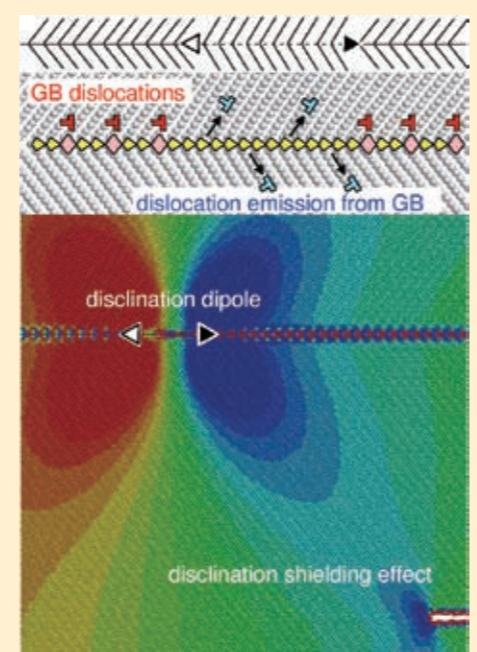 GB dislocations
dislocation emission from GB
disclination dipole
disclination shielding effect